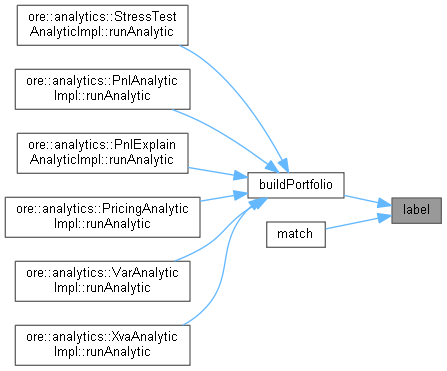 ore::analytics::StressTest
AnalyticImpl::runAnalytic
ore::analytics::PnlAnalytic
Impl::runAnalytic
ore::analytics::PnlExplain
AnalyticImpl::runAnalytic
buildPortfolio
label
ore::analytics::PricingAnalytic
Impl::runAnalytic
match
ore::analytics::VarAnalytic
Impl::runAnalytic
ore::analytics::XvaAnalytic
Impl::runAnalytic